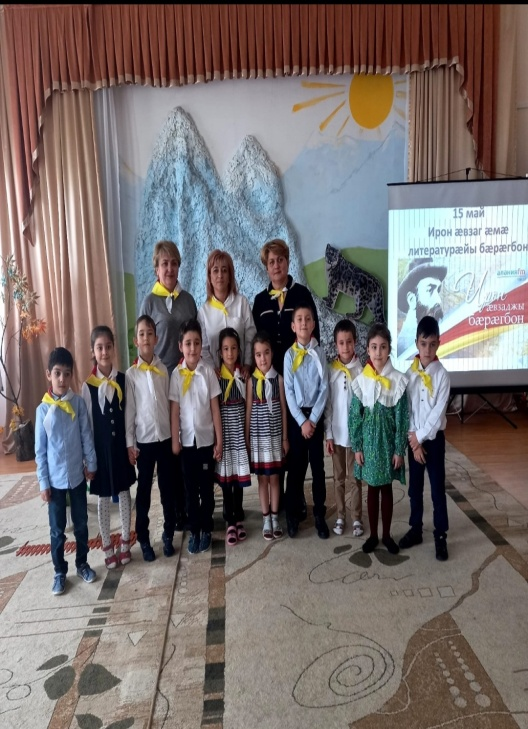 15 май
Ирон æвзаг æмæ
литературæйы бæрæгбон
Ирон
æвзаджы
бæрæгбон